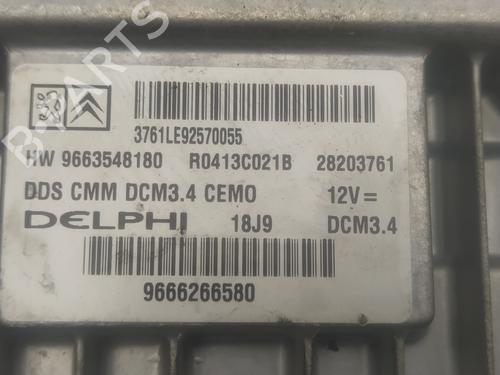 3761LE92570055
HW 9663548180 R0413C021B 28203761
DDS CMM DCM3.4 CEMO 12V=
DELPHI 18J9 DCM3.4
9666266580